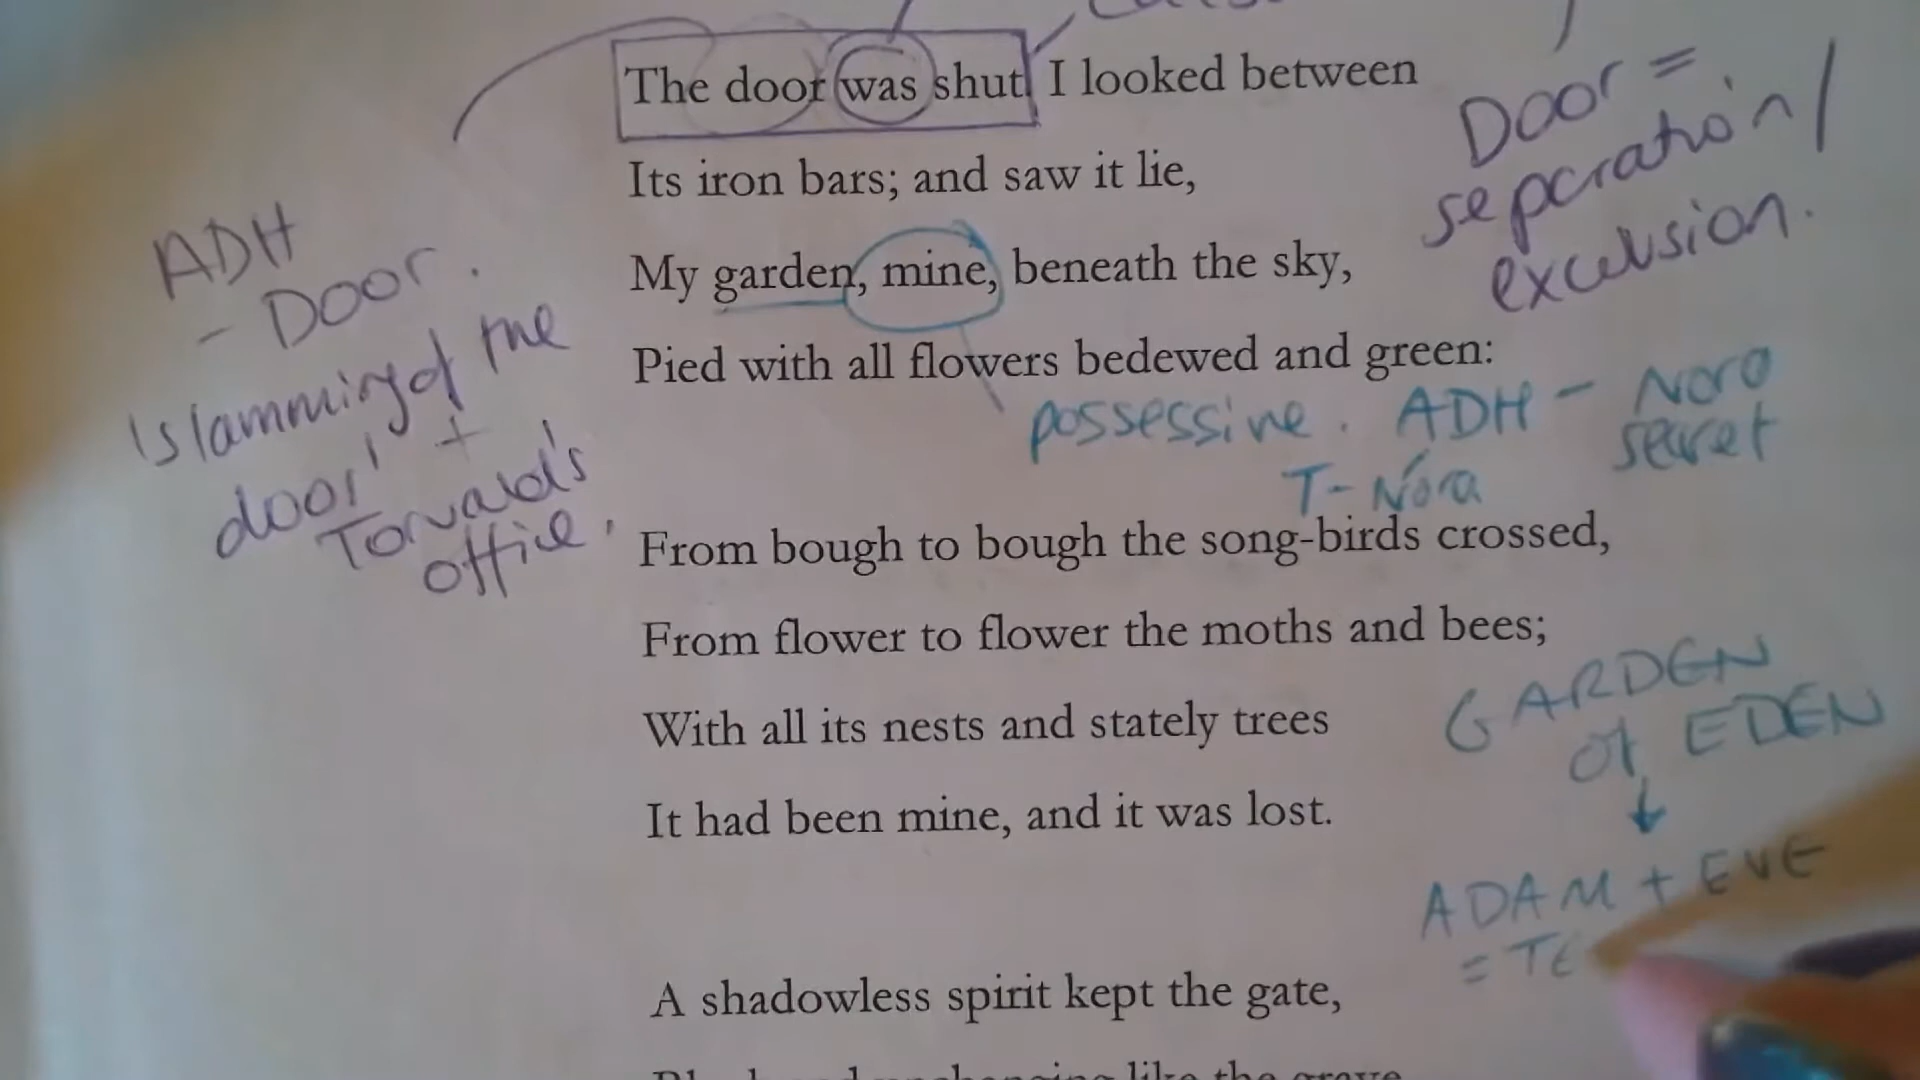 The door was shut. I looked between
Its iron bars; and saw it lie,
My garden, mine, beneath the sky,
Pied with all flowers bedewed and green:
From bough to bough the song-birds crossed,
From flower to flower the moths and bees;
With all its nests and stately trees
It had been mine, and it was lost.
A shadowless spirit kept the gate,
like the grave
ADH
- Door.
'slamming of the
door' +
Torvald's
office.
Door =
separation/
exclusion.
possessive. ADH - Nora
secret
T - Nora
GARDEN
of EDEN
ADAM + EVE
= TE